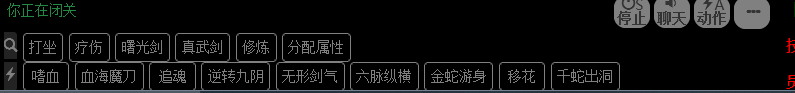 你正在闭关
停止 聊天 动作
打坐 疗伤 曙光剑 真武剑 修炼 分配属性
嗜血 血海魔刀 追魂 逆转九阴 无形剑气 六脉纵横 金蛇游身 移花 千蛇出洞